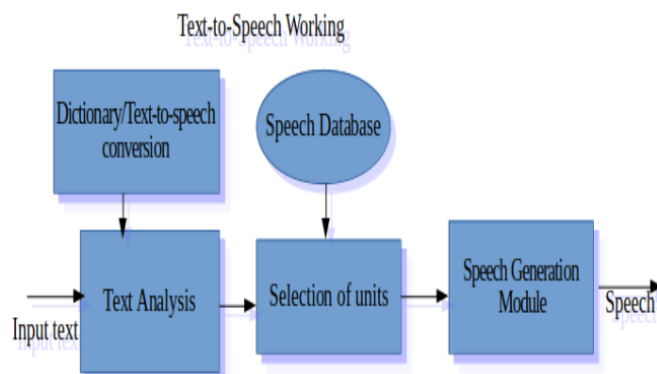 Text-to-Speech Working
Dictionary/Text-to-speech
conversion
Speech Database
Input text
Text Analysis
Selection of units
Speech Generation
Module
Speech